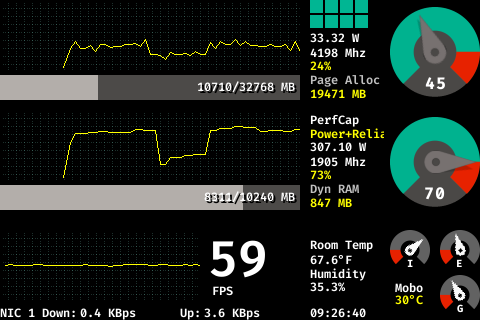 33.32 W
4198 Mhz
24%
10710/32768 MB
Page Alloc
19471 MB
45
PerfCap
Power+Relia
307.10 W
1905 Mhz
73%
8311/10240 MB
Dyn RAM
847 MB
70
59
FPS
Room Temp
67.6°F
Humidity
35.3%
I
E
Mobo
30°C
G
NIC 1 Down: 0.4 KBps
Up: 3.6 KBps
09:26:40